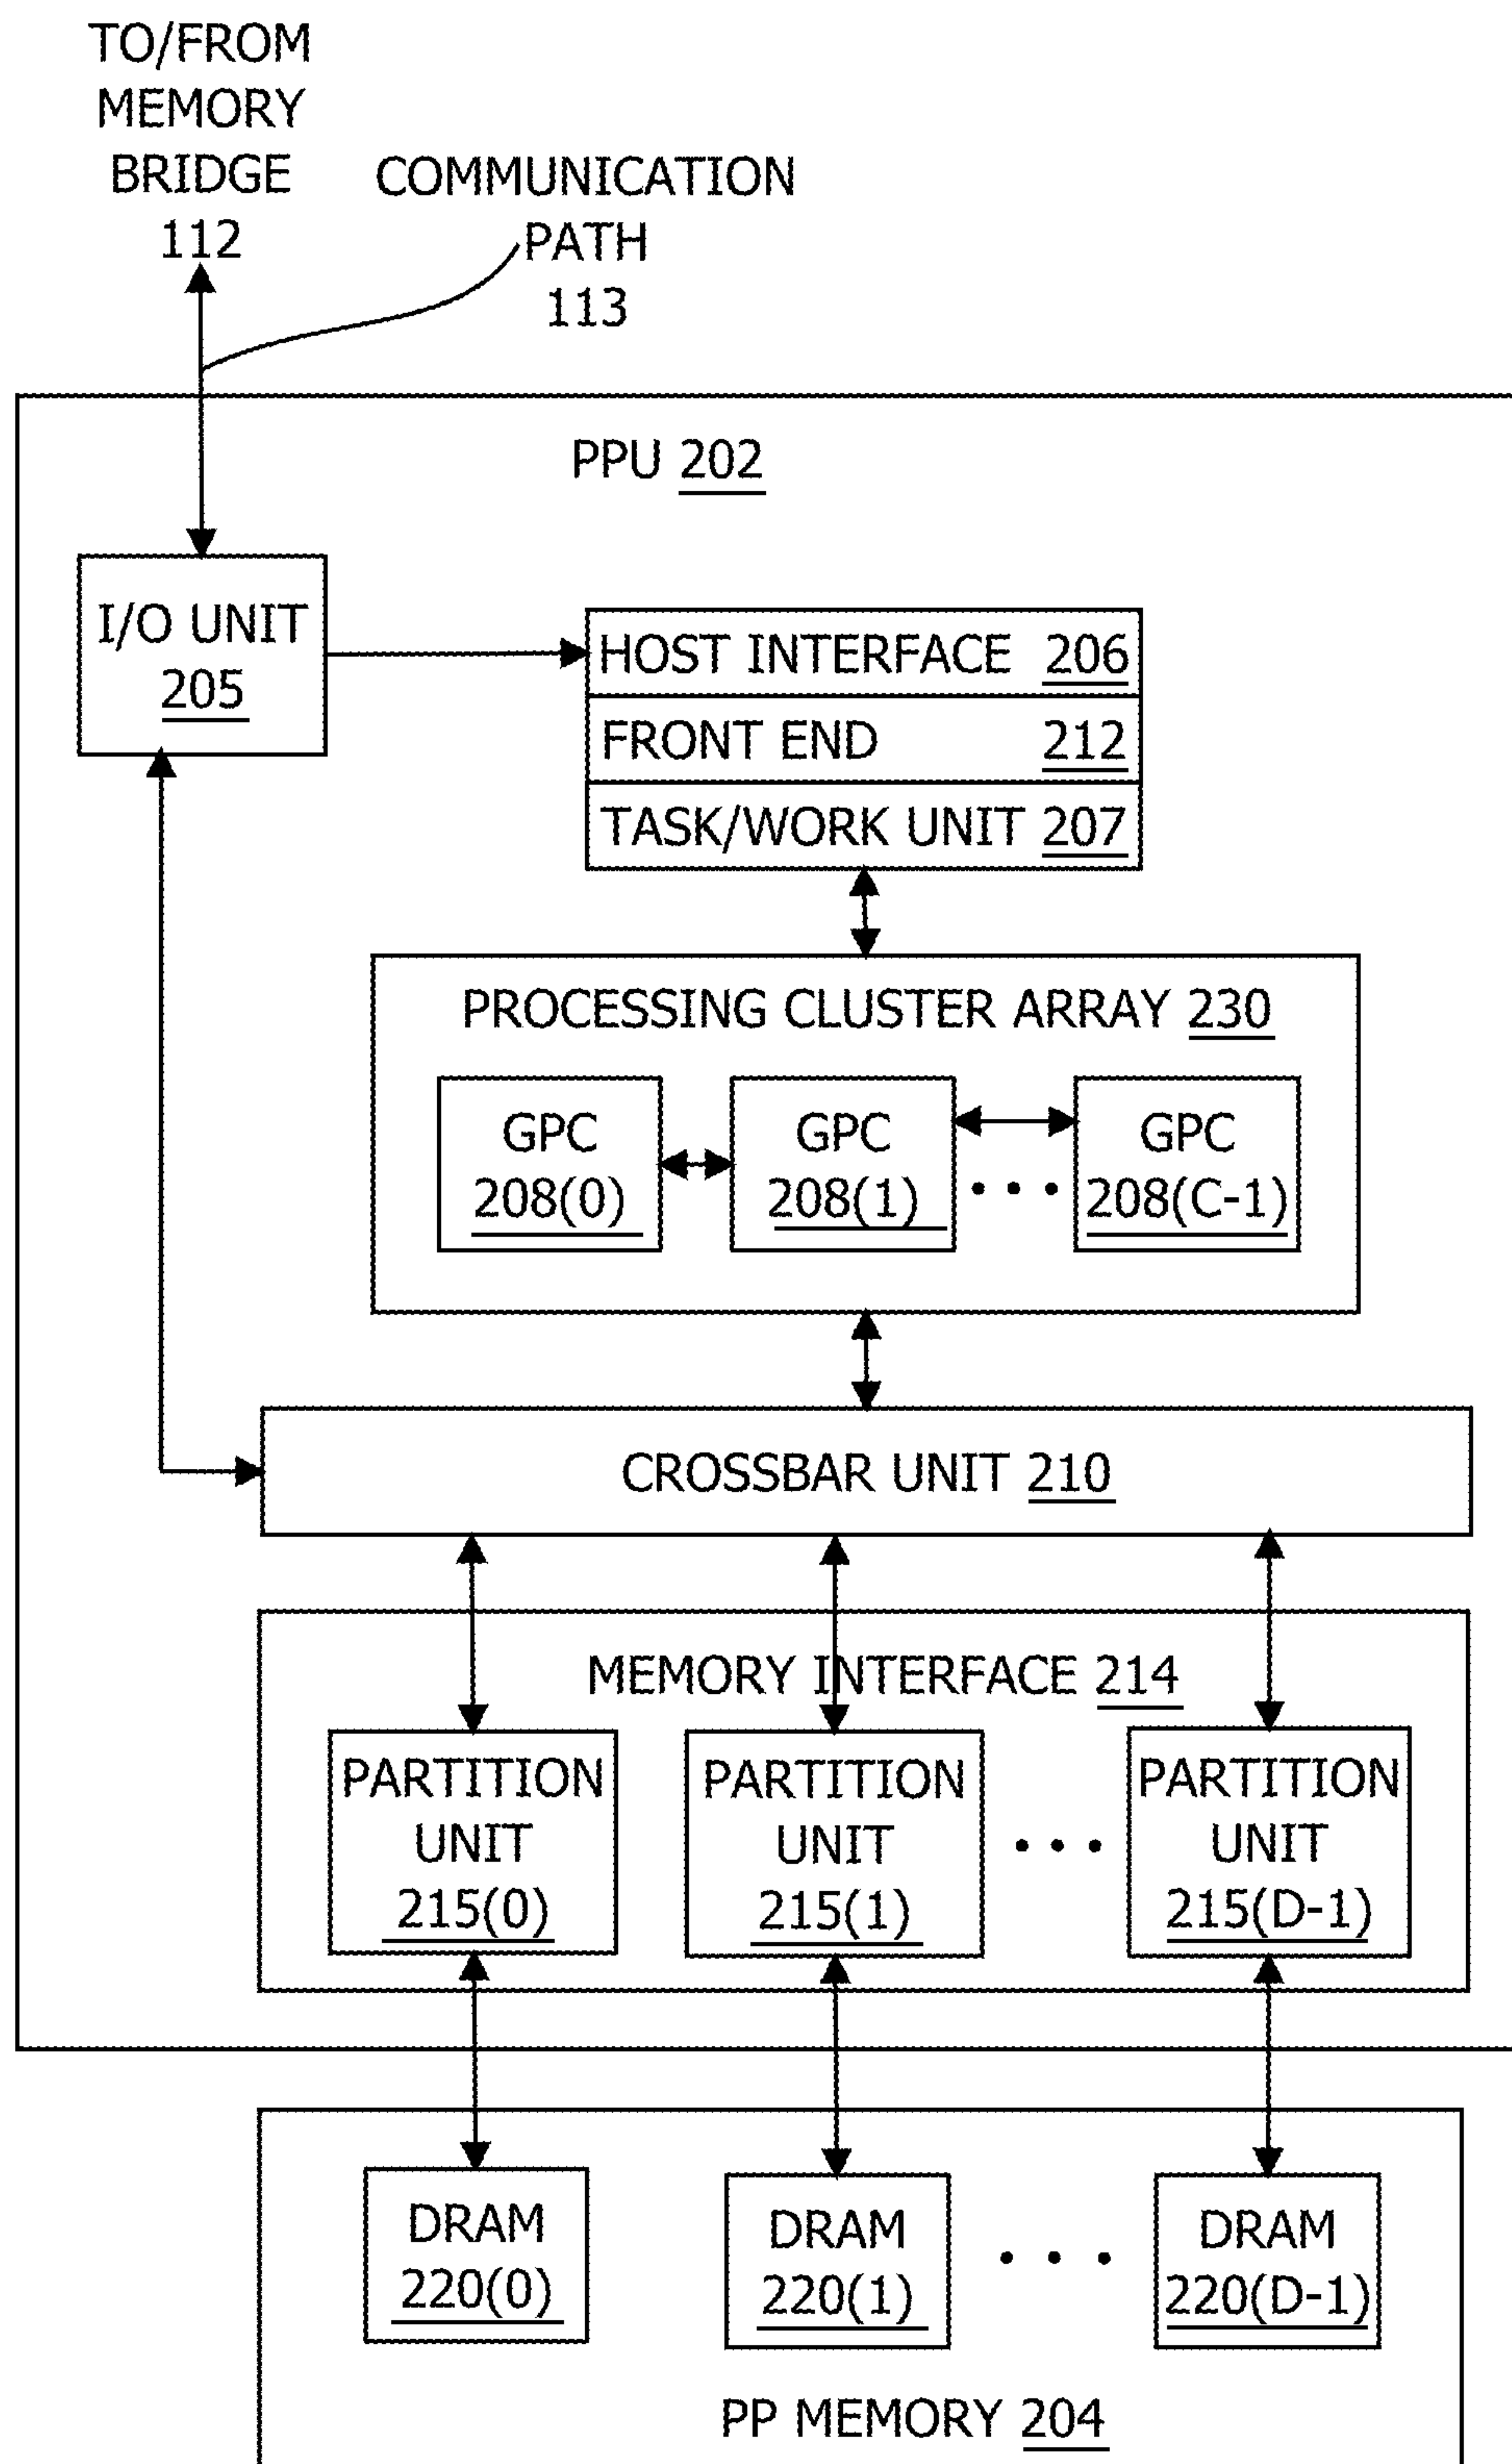 TO/FROM
MEMORY
BRIDGE
112
COMMUNICATION
PATH
113
PPU 202
I/O UNIT
205
HOST INTERFACE 206
FRONT END 212
TASK/WORK UNIT 207
PROCESSING CLUSTER ARRAY 230
GPC
208(0)
GPC
208(1)
. . .
GPC
208(C-1)
CROSSBAR UNIT 210
MEMORY INTERFACE 214
PARTITION
UNIT
215(0)
PARTITION
UNIT
215(1)
. . .
PARTITION
UNIT
215(D-1)
DRAM
220(0)
DRAM
220(1)
. . .
DRAM
220(D-1)
PP MEMORY 204